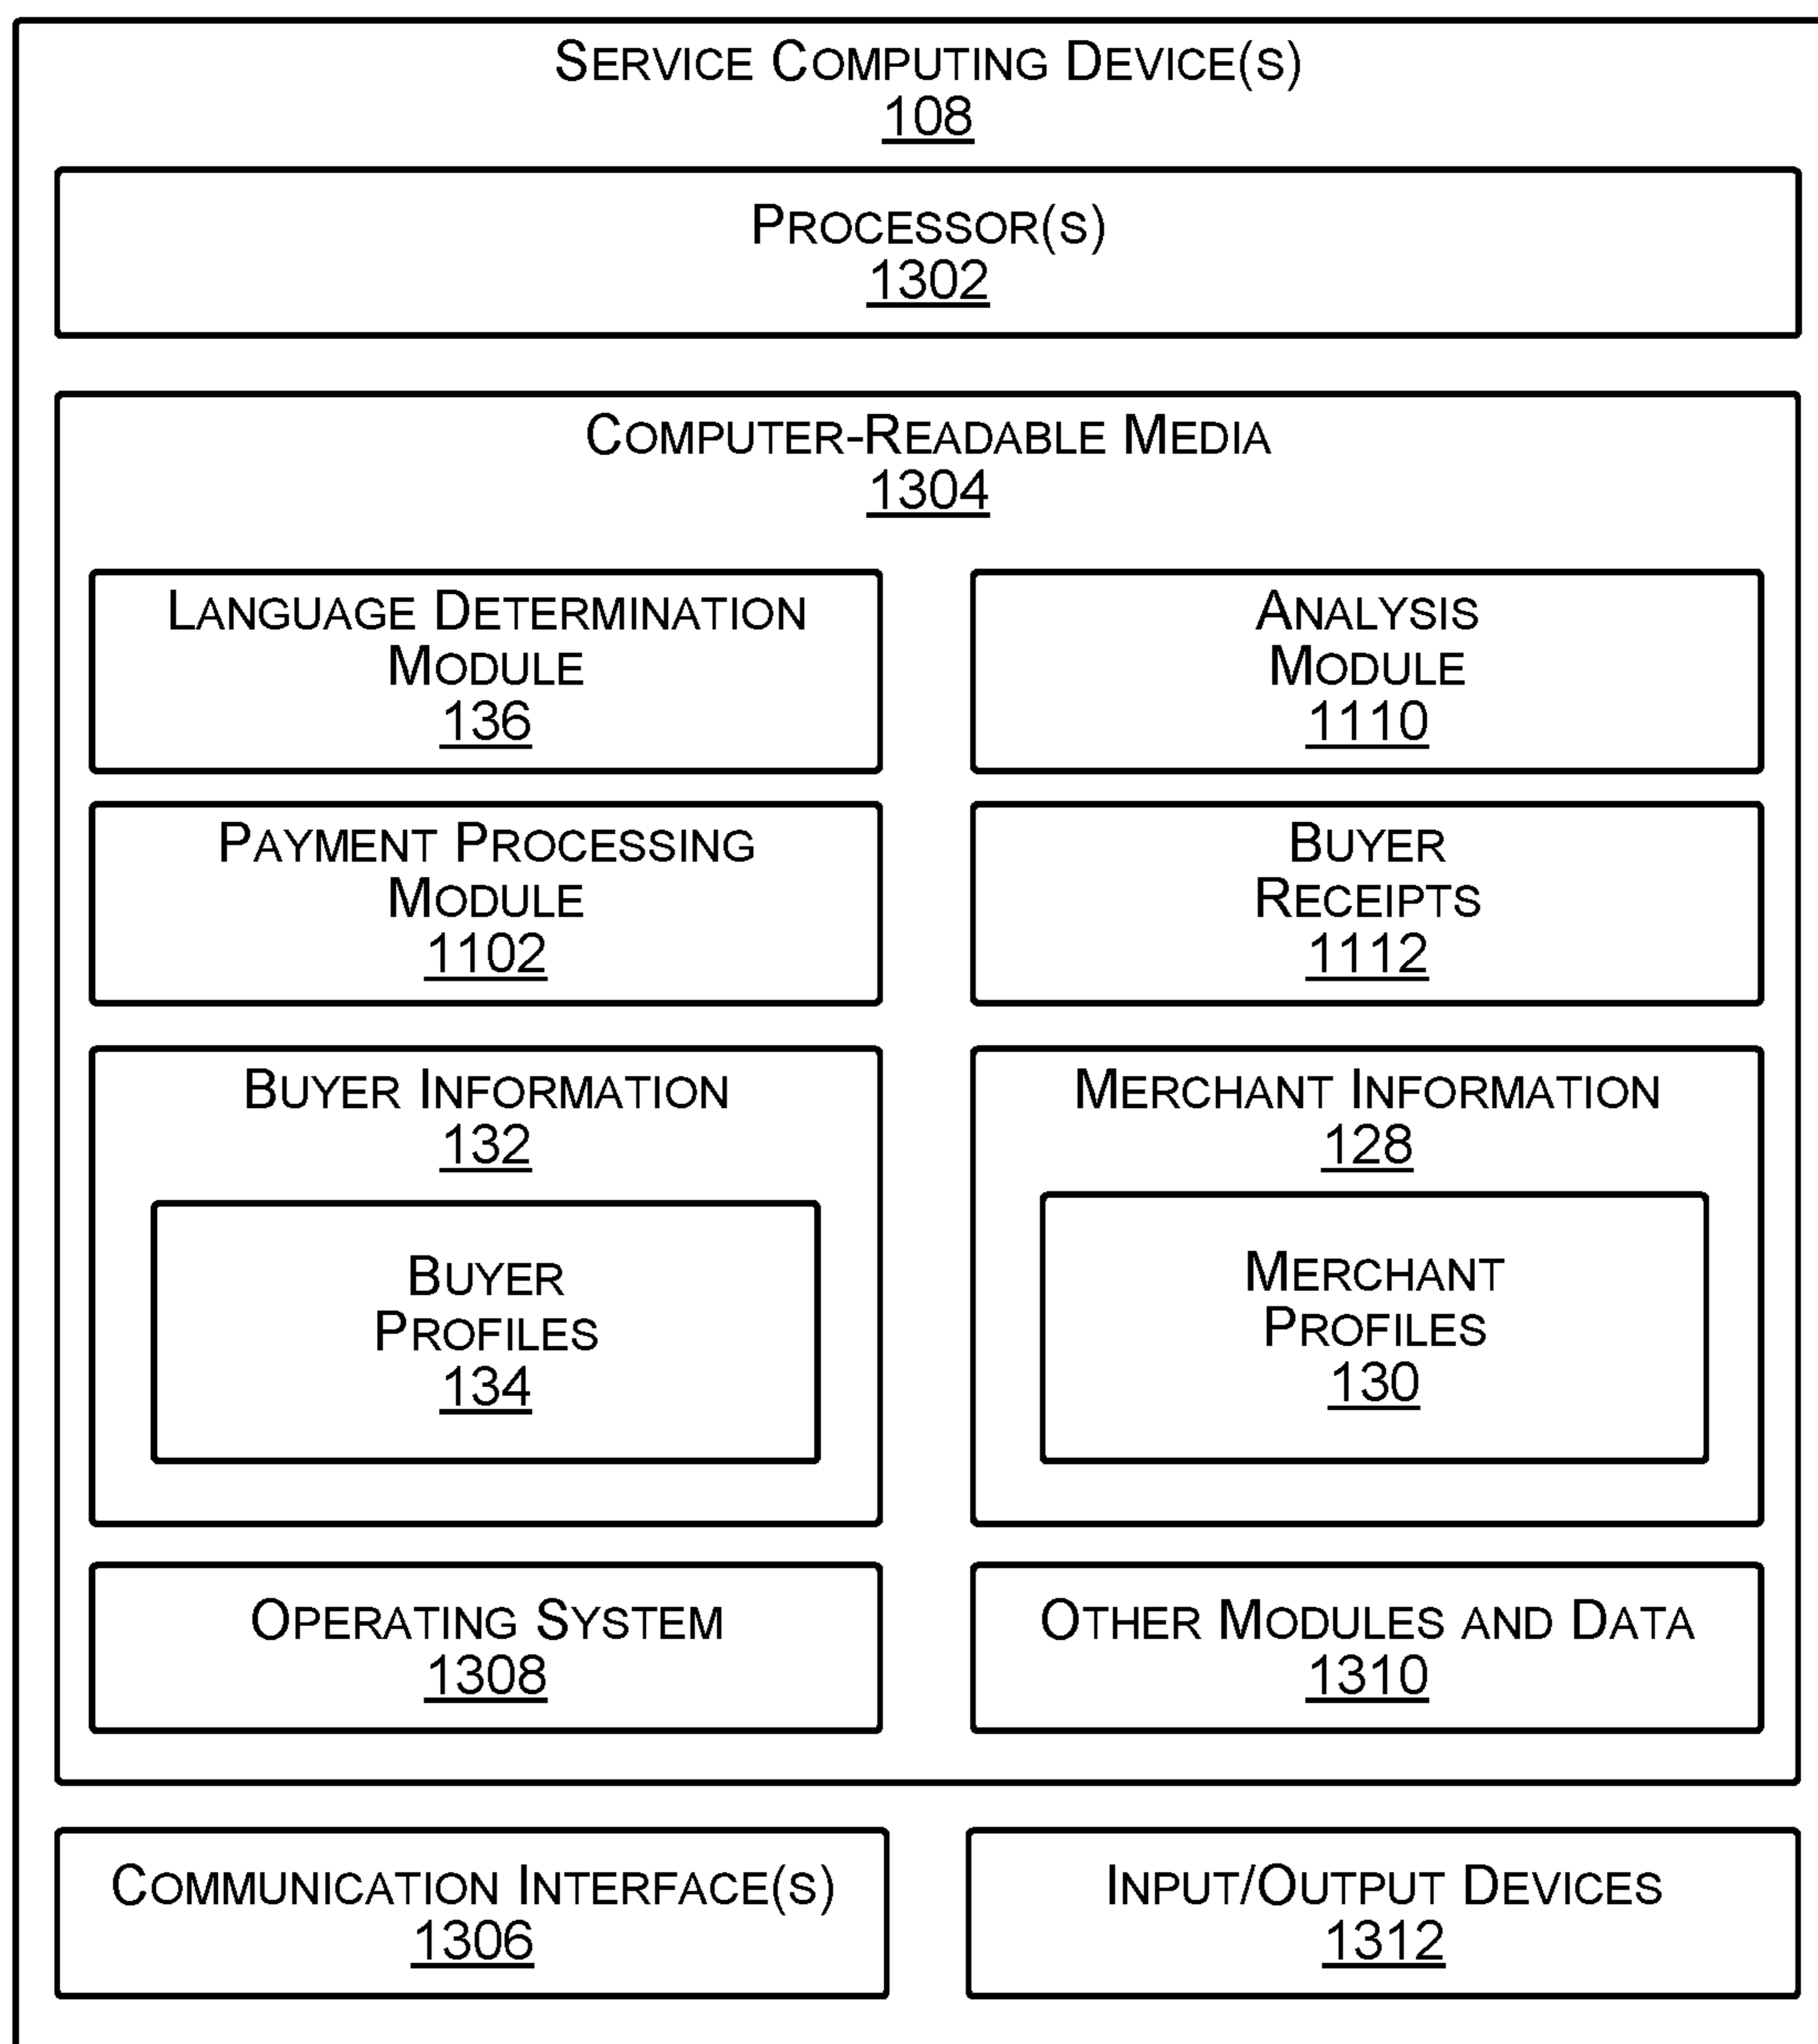 SERVICE COMPUTING DEVICE(S)
108
PROCESSOR(S)
1302
COMPUTER-READABLE MEDIA
1304
LANGUAGE DETERMINATION
MODULE
136
ANALYSIS
MODULE
1110
PAYMENT PROCESSING
MODULE
1102
BUYER
RECEIPTS
1112
BUYER INFORMATION
132
BUYER
PROFILES
134
MERCHANT INFORMATION
128
MERCHANT
PROFILES
130
OPERATING SYSTEM
1308
OTHER MODULES AND DATA
1310
COMMUNICATION INTERFACE(S)
1306
INPUT/OUTPUT DEVICES
1312